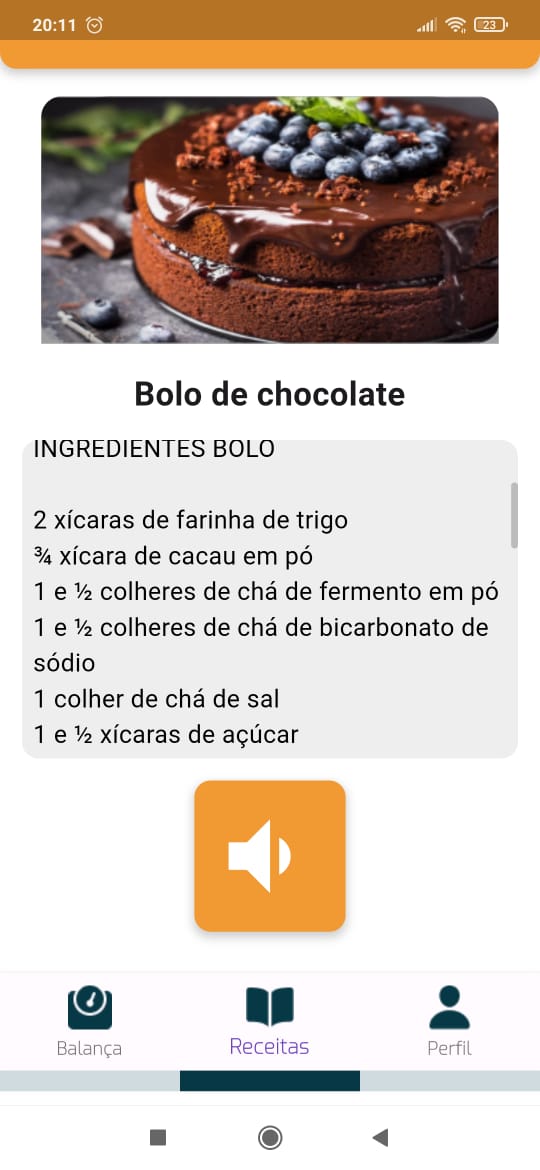 20:11
23
Bolo de chocolate
INGREDIENTES BOLO
2 xícaras de farinha de trigo
¾ xícara de cacau em pó
1 e ½ colheres de chá de fermento em pó
1 e ½ colheres de chá de bicarbonato de
sódio
1 colher de chá de sal
1 e ½ xícaras de açúcar
Balança
Receitas
Perfil